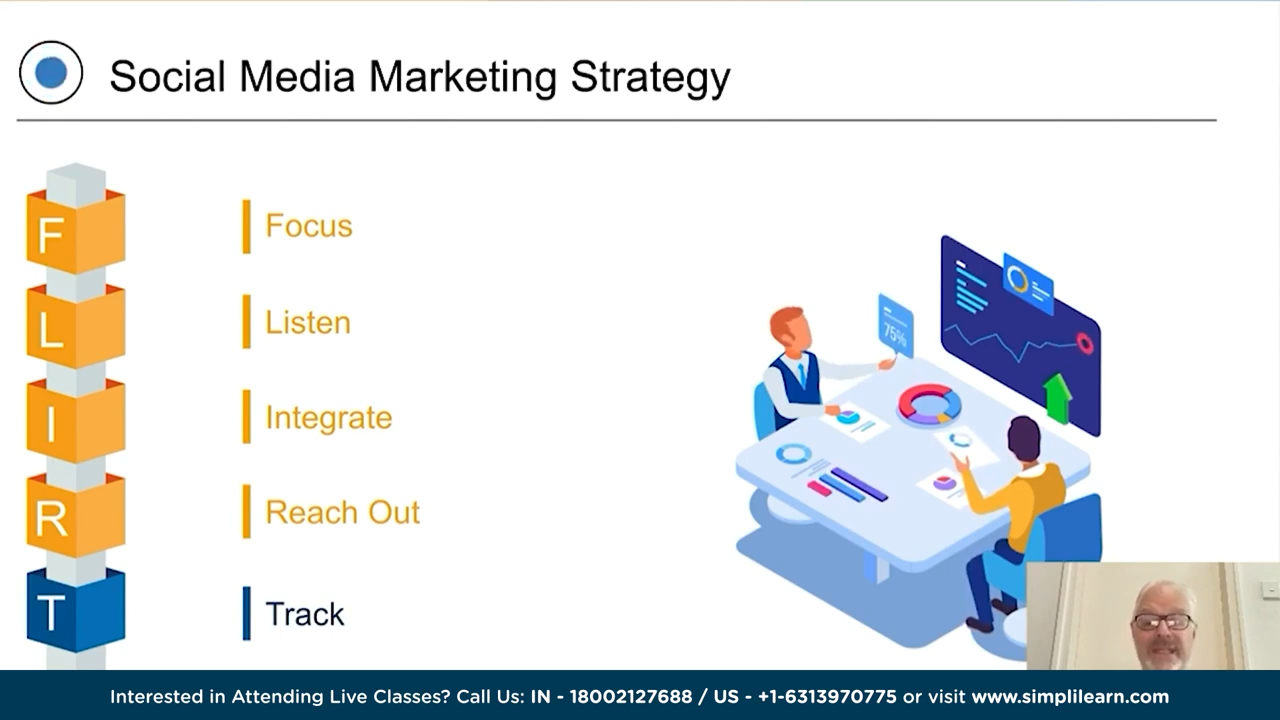 Social Media Marketing Strategy
F
Focus
L
Listen
I
Integrate
R
Reach Out
T
Track
75%
Interested in Attending Live Classes? Call Us: IN - 18002127688 / US - +1-6313970775 or visit www.simplilearn.com